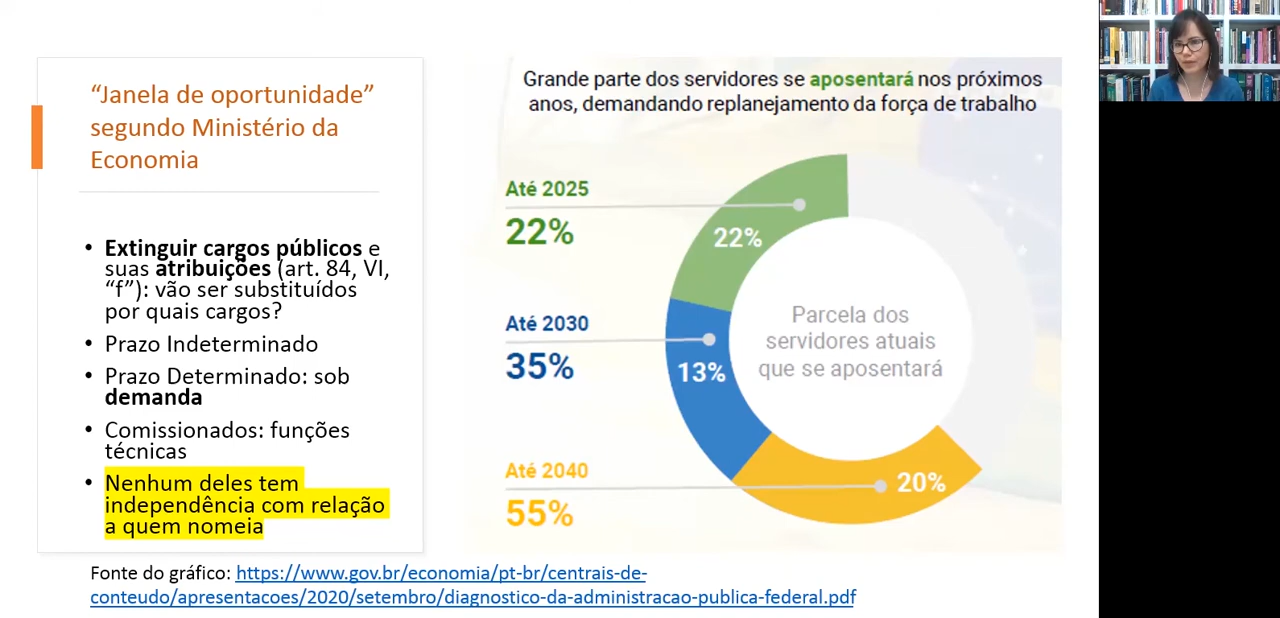 “Janela de oportunidade”
segundo Ministério da
Economia
• Extinguir cargos públicos e
suas atribuições (art. 84, VI,
“f”): vão ser substituídos
por quais cargos?
• Prazo Indeterminado
• Prazo Determinado: sob
demanda
• Comissionados: funções
técnicas
• Nenhum deles tem
independência com relação
a quem nomeia
Grande parte dos servidores se aposentará nos próximos
anos, demandando replanejamento da força de trabalho
Até 2025
22%
22%
Até 2030
35%
13%
Até 2040
55%
20%
Parcela dos
servidores atuais
que se aposentará
Fonte do gráfico: https://www.gov.br/economia/pt-br/centrais-de-
conteudo/apresentacoes/2020/setembro/diagnostico-da-administracao-publica-federal.pdf